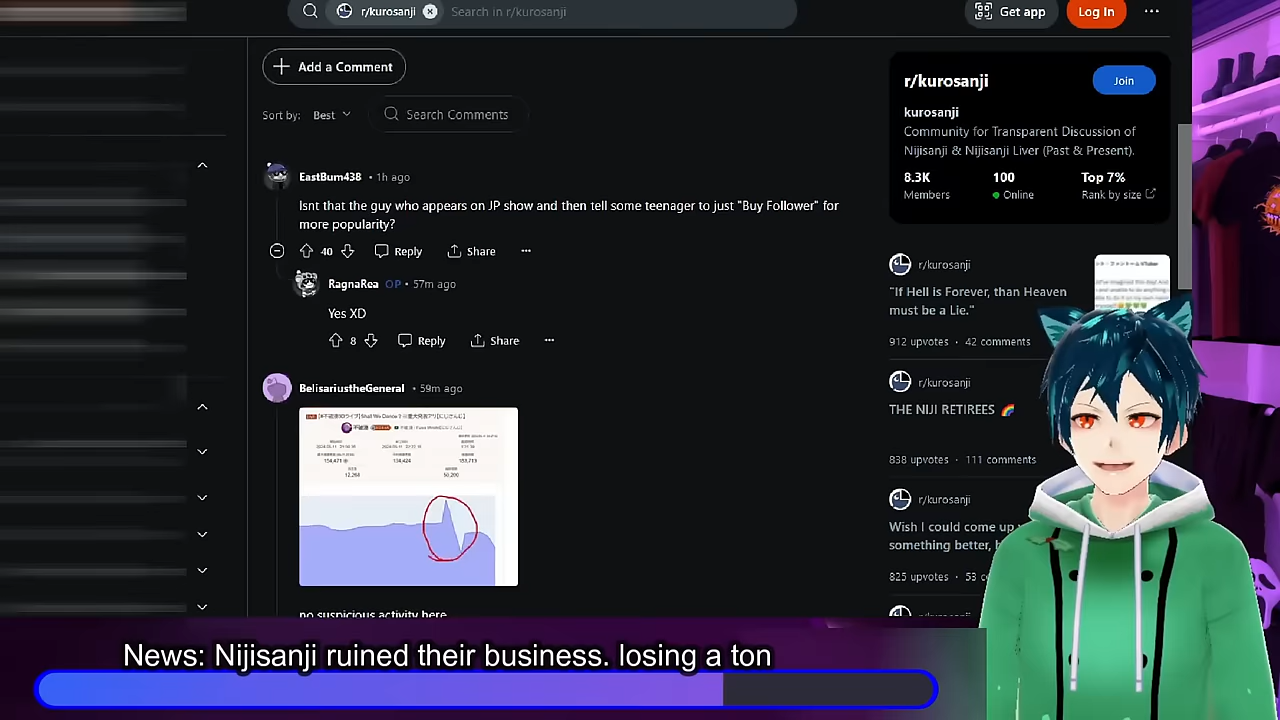 r/kurosanji
Search in r/kurosanji
Get app
Log In
Add a Comment
Sort by: Best
Search Comments
EastBum438 • 1h ago
Isnt that the guy who appears on JP show and then tell some teenager to just "Buy Follower" for
more popularity?
40 Reply Share
RagnaRea OP • 57m ago
Yes XD
8 Reply Share
BelisariustheGeneral • 59m ago
no suspicious activity here
r/kurosanji
Join
kurosanji
Community for Transparent Discussion of
Nijisanji & Nijisanji Liver (Past & Present).
8.3K 100 Top 7%
Members Online Rank by size
r/kurosanji
"If Hell is Forever, than Heaven
must be a Lie."
912 upvotes • 42 comments
r/kurosanji
THE NIJI RETIREES 🌈
838 upvotes • 111 comments
r/kurosanji
Wish I could come up
something better,
825 upvotes • 53
News: Nijisanji ruined their business. losing a ton